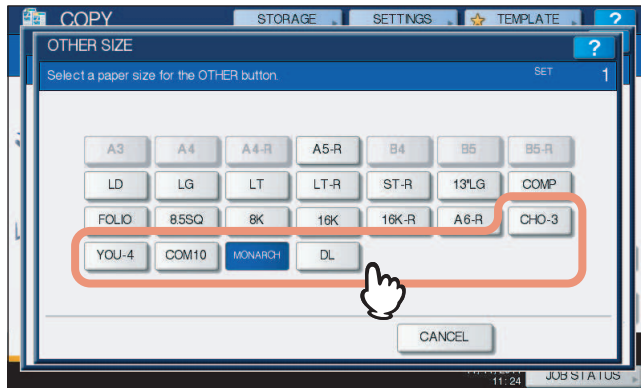 COPY STORAGE SETTINGS TEMPLATE ?
OTHER SIZE ?
Select a paper size for the OTHER button. SET 1
A3 A4 A4-R A5-R B4 B5 B5-R
LD LG LT LT-R ST-R 13"LG COMP
FOLIO 8.5SQ 8K 16K 16K-R A6-R CHO-3
YOU-4 COM10 MONARCH DL
CANCEL
11:24 JOB STATUS